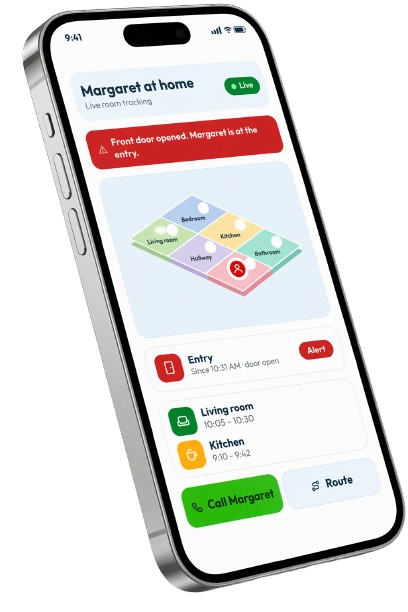 9:41
Margaret at home
Live
Live room tracking
Front door opened. Margaret is at the
entry.
Bedroom
Living room
Kitchen
Hallway
Bathroom
Entry
Since 10:31 AM · door open
Alert
Living room
10:05 - 10:30
Kitchen
9:10 - 9:42
Call Margaret
Route